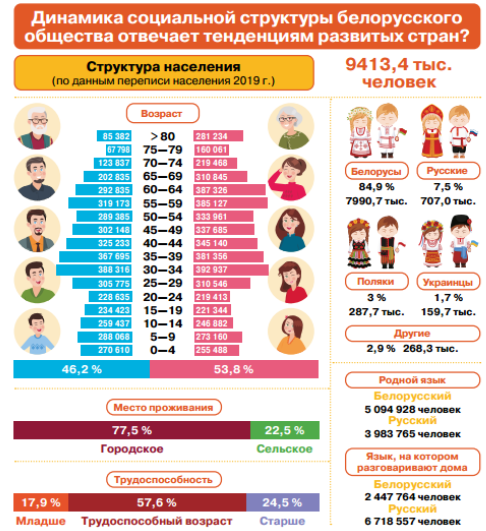 Динамика социальной структуры белорусского
общества отвечает тенденциям развитых стран?
Структура населения
(по данным переписи населения 2019 г.)
9413,4 тыс.
человек
Возраст
85 382 > 80 281 234
67 798 75–79 160 061
123 837 70–74 219 468
202 835 65–69 310 845
292 835 60–64 387 326
319 173 55–59 385 127
289 385 50–54 333 961
302 148 45–49 337 685
325 233 40–44 345 140
367 695 35–39 381 356
388 316 30–34 392 937
305 775 25–29 310 546
228 635 20–24 219 413
234 423 15–19 221 344
259 437 10–14 246 882
288 068 5–9 273 160
270 610 0–4 255 488
46,2 % 53,8 %
Белорусы
84,9 %
7990,7 тыс.
Русские
7,5 %
707,0 тыс.
Поляки
3 %
287,7 тыс.
Украинцы
1,7 %
159,7 тыс.
Другие
2,9 % 268,3 тыс.
Место проживания
77,5 % 22,5 %
Городское Сельское
Трудоспособность
17,9 % 57,6 % 24,5 %
Младше Трудоспособный возраст Старше
Родной язык
Белорусский
5 094 928 человек
Русский
3 983 765 человек
Язык, на котором
разговаривают дома
Белорусский
2 447 764 человек
Русский
6 718 557 человек